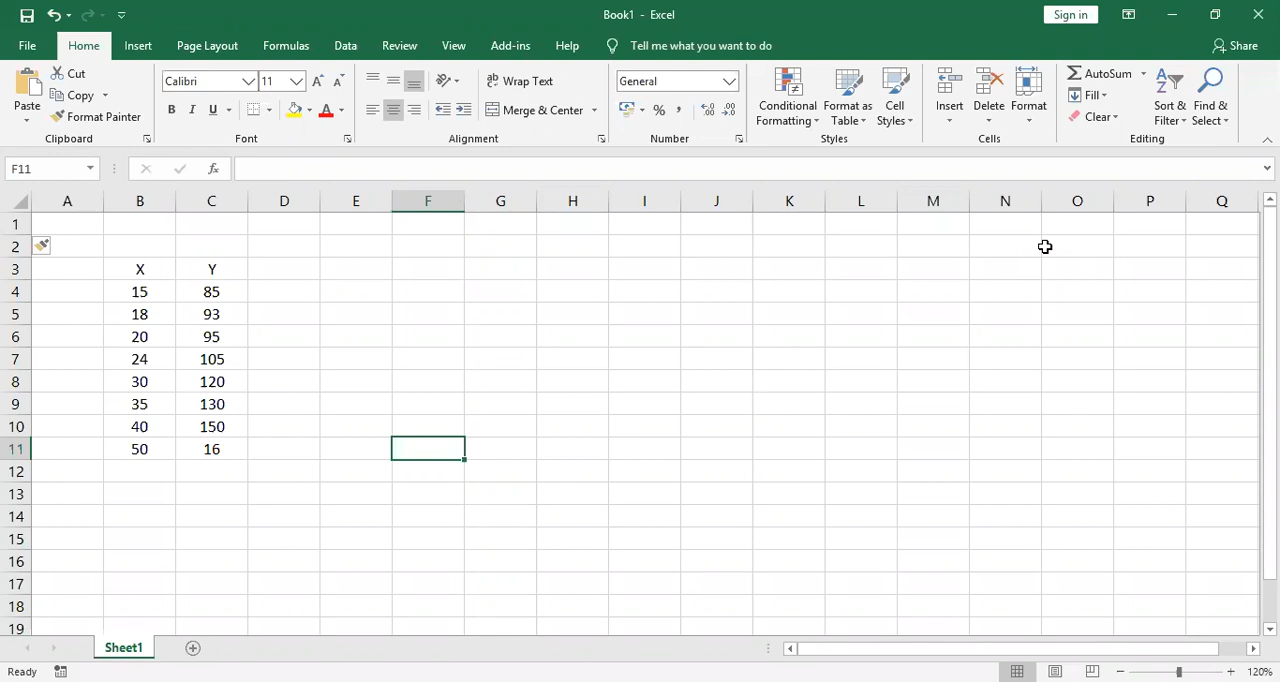 Book1 - Excel
Sign in
File Home Insert Page Layout Formulas Data Review View Add-ins Help Tell me what you want to do Share
Paste
Cut
Copy
Format Painter
Clipboard
Calibri 11
B I U
Font
Wrap Text
Merge & Center
Alignment
General
% ,
Number
Conditional Formatting
Format as Table
Cell Styles
Styles
Insert
Delete
Format
Cells
AutoSum
Fill
Clear
Sort & Filter
Find & Select
Editing
F11
fx
A B C D E F G H I J K L M N O P Q
1
2
3 X Y
4 15 85
5 18 93
6 20 95
7 24 105
8 30 120
9 35 130
10 40 150
11 50 16
12
13
14
15
16
17
18
19
Sheet1
Ready
120%